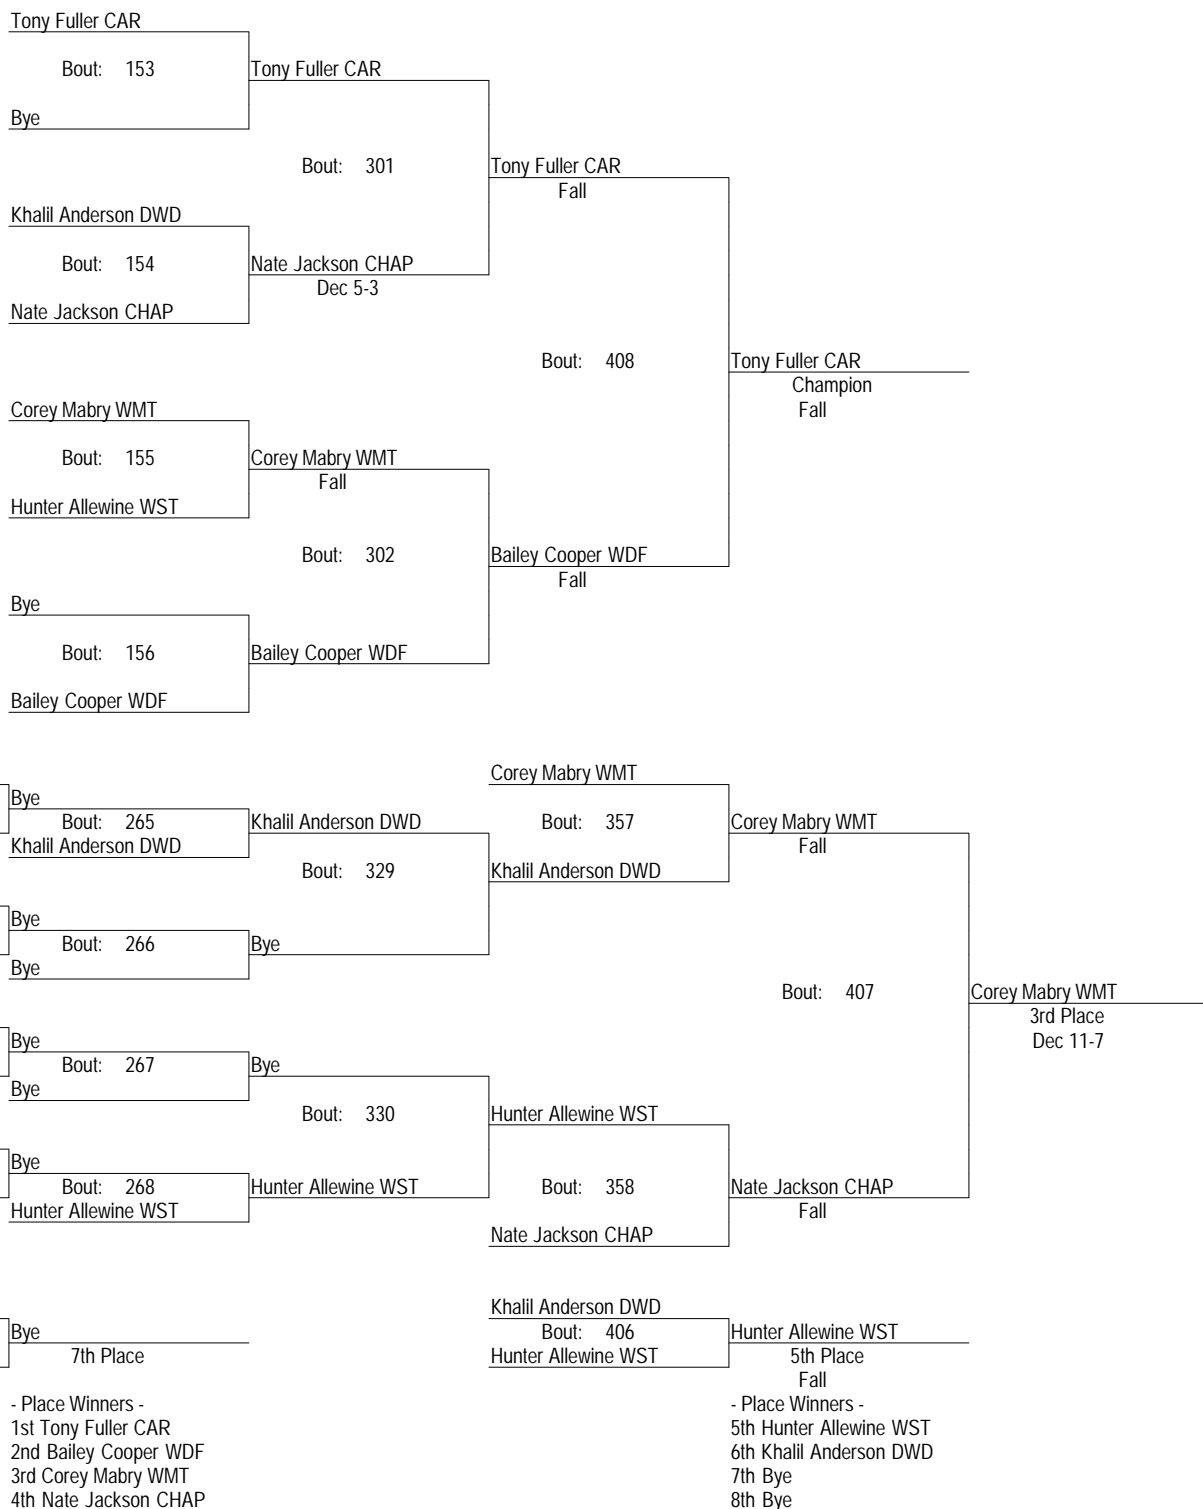 Tony Fuller CAR
Bout: 153
Tony Fuller CAR
Bye
Bout: 301
Tony Fuller CAR
Fall
Khalil Anderson DWD
Bout: 154
Nate Jackson CHAP
Dec 5-3
Nate Jackson CHAP
Bout: 408
Tony Fuller CAR
Champion
Fall
Corey Mabry WMT
Bout: 155
Corey Mabry WMT
Fall
Hunter Allewine WST
Bout: 302
Bailey Cooper WDF
Fall
Bye
Bout: 156
Bailey Cooper WDF
Bailey Cooper WDF
Corey Mabry WMT
Bye
Bout: 265
Khalil Anderson DWD
Bout: 357
Corey Mabry WMT
Fall
Khalil Anderson DWD
Bout: 329
Khalil Anderson DWD
Bye
Bout: 266
Bye
Bye
Bout: 407
Corey Mabry WMT
3rd Place
Dec 11-7
Bye
Bout: 267
Bye
Bye
Bout: 330
Hunter Allewine WST
Bye
Bout: 268
Hunter Allewine WST
Bout: 358
Nate Jackson CHAP
Fall
Hunter Allewine WST
Nate Jackson CHAP
Khalil Anderson DWD
Bye
7th Place
Bout: 406
Hunter Allewine WST
Hunter Allewine WST
5th Place
Fall
- Place Winners -
1st Tony Fuller CAR
2nd Bailey Cooper WDF
3rd Corey Mabry WMT
4th Nate Jackson CHAP
- Place Winners -
5th Hunter Allewine WST
6th Khalil Anderson DWD
7th Bye
8th Bye